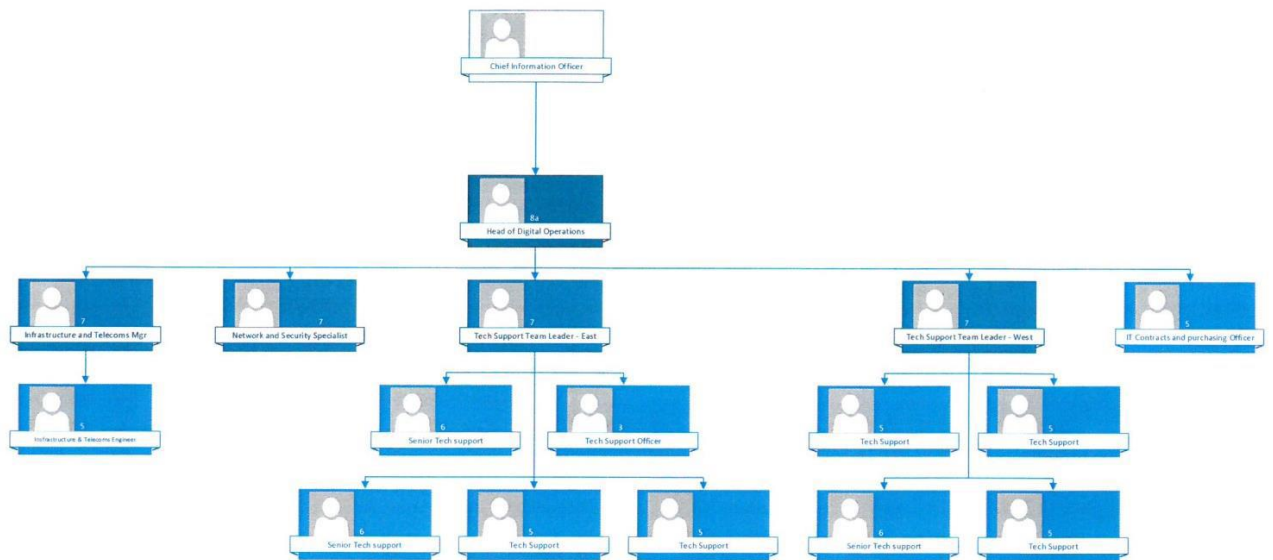 Chief Information Officer
8a
Head of Digital Operations
7
Infrastructure and Telecoms Mgr
7
Network and Security Specialist
7
Tech Support Team Leader - East
7
Tech Support Team Leader - West
5
IT Contracts and purchasing Officer
5
Infrastructure & Telecoms Engineer
6
Senior Tech support
3
Tech Support Officer
5
Tech Support
5
Tech Support
6
Senior Tech support
5
Tech Support
5
Tech Support
6
Senior Tech support
5
Tech Support